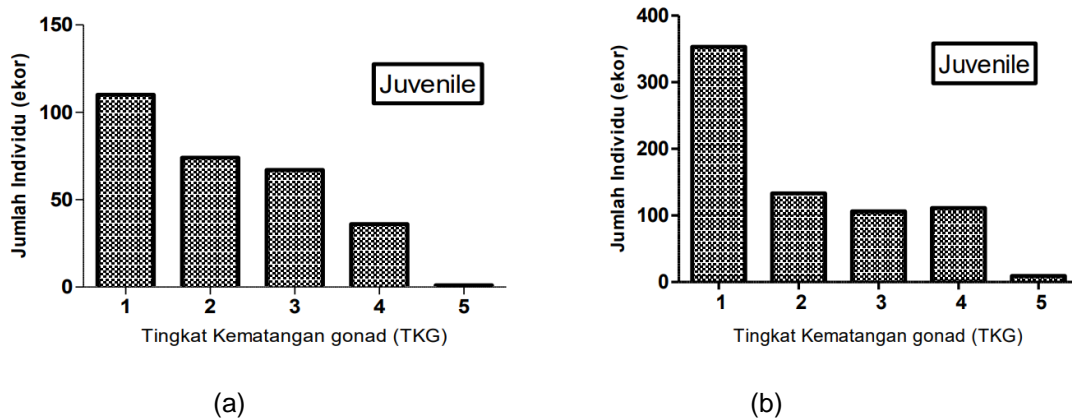 150
100
50
0
Jumlah Individu (ekor)
Juvenile
1 2 3 4 5
Tingkat Kematangan gonad (TKG)
(a)
400
300
200
100
0
Jumlah Individu (ekor)
Juvenile
1 2 3 4 5
Tingkat Kematangan gonad (TKG)
(b)